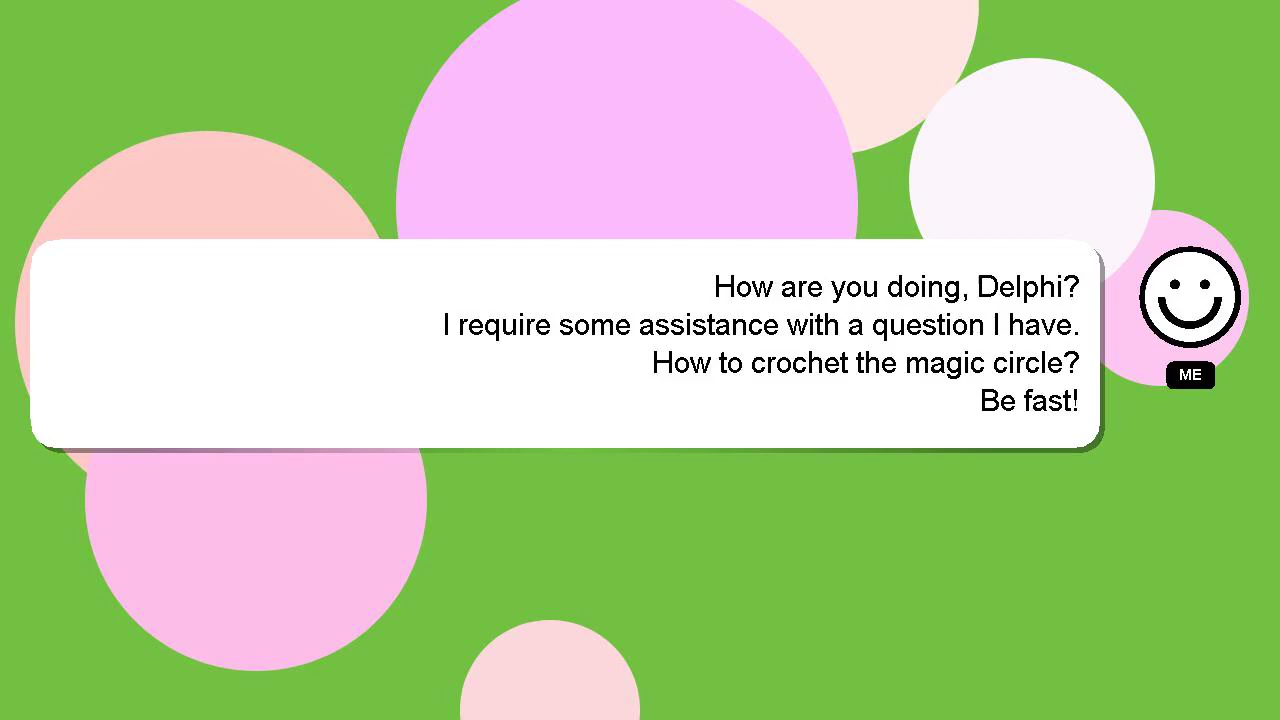 How are you doing, Delphi?
I require some assistance with a question I have.
How to crochet the magic circle?
Be fast!
ME